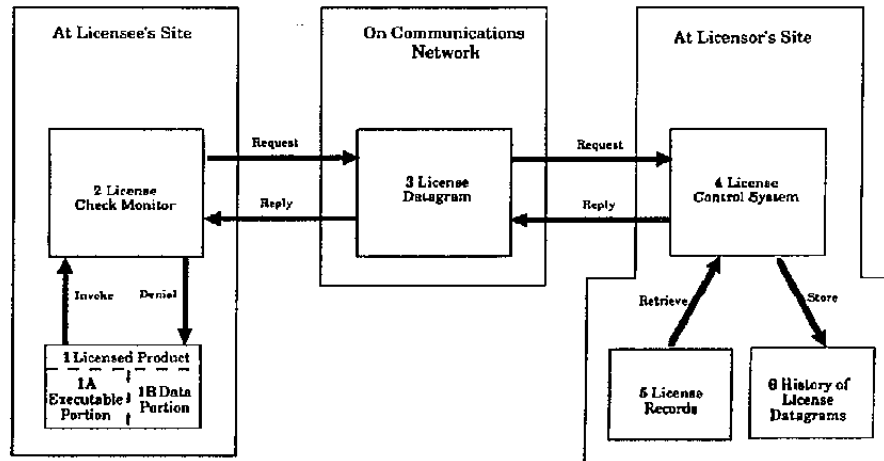 At Licensee's Site
On Communications
Network
At Licensor's Site
Request
Request
2 License
Check Monitor
3 License
Datagram
4 License
Control System
Reply
Reply
Invoke
Denial
Retrieve
Store
1 Licensed Product
1A
Executable
Portion
1B Data
Portion
5 License
Records
6 History of
License
Datagrams